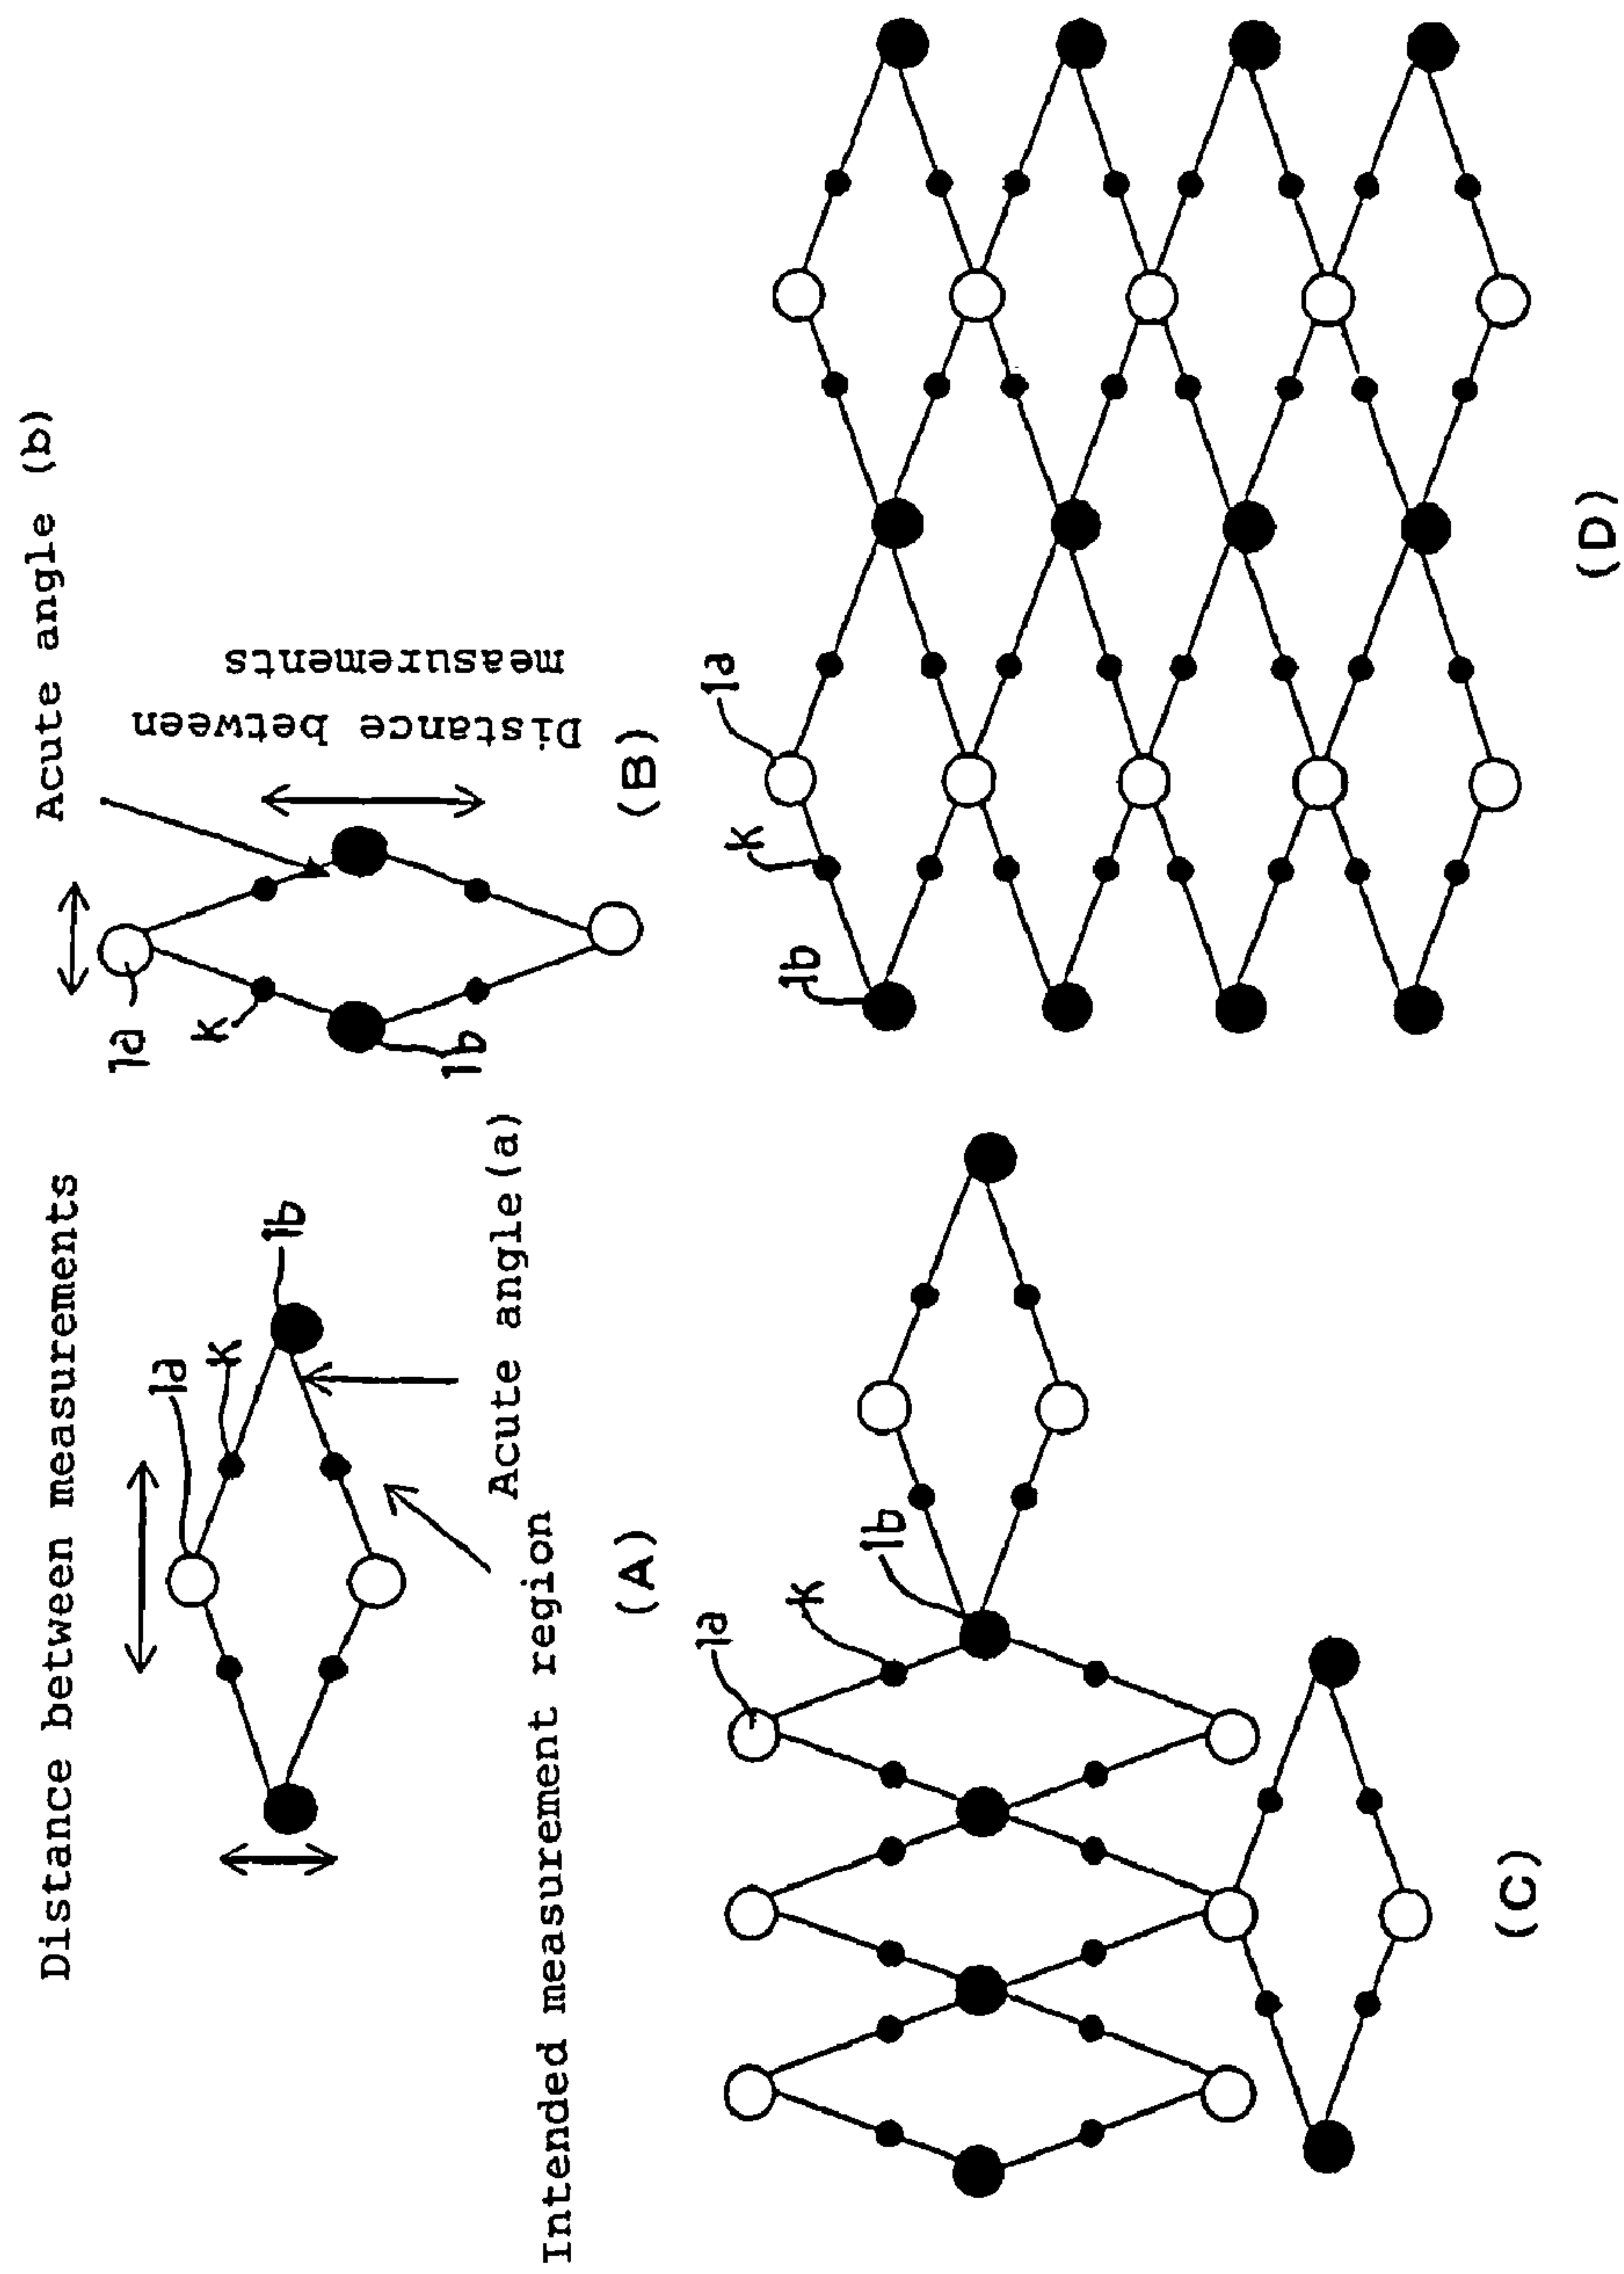 Distance between measurements
1a
K
1b
Acute angle(a)
Intended measurement region
(A)
Acute angle (b)
1a
K
1b
Distance between
measurements
(B)
1a
K
1b
(C)
1a
K
1b
(D)